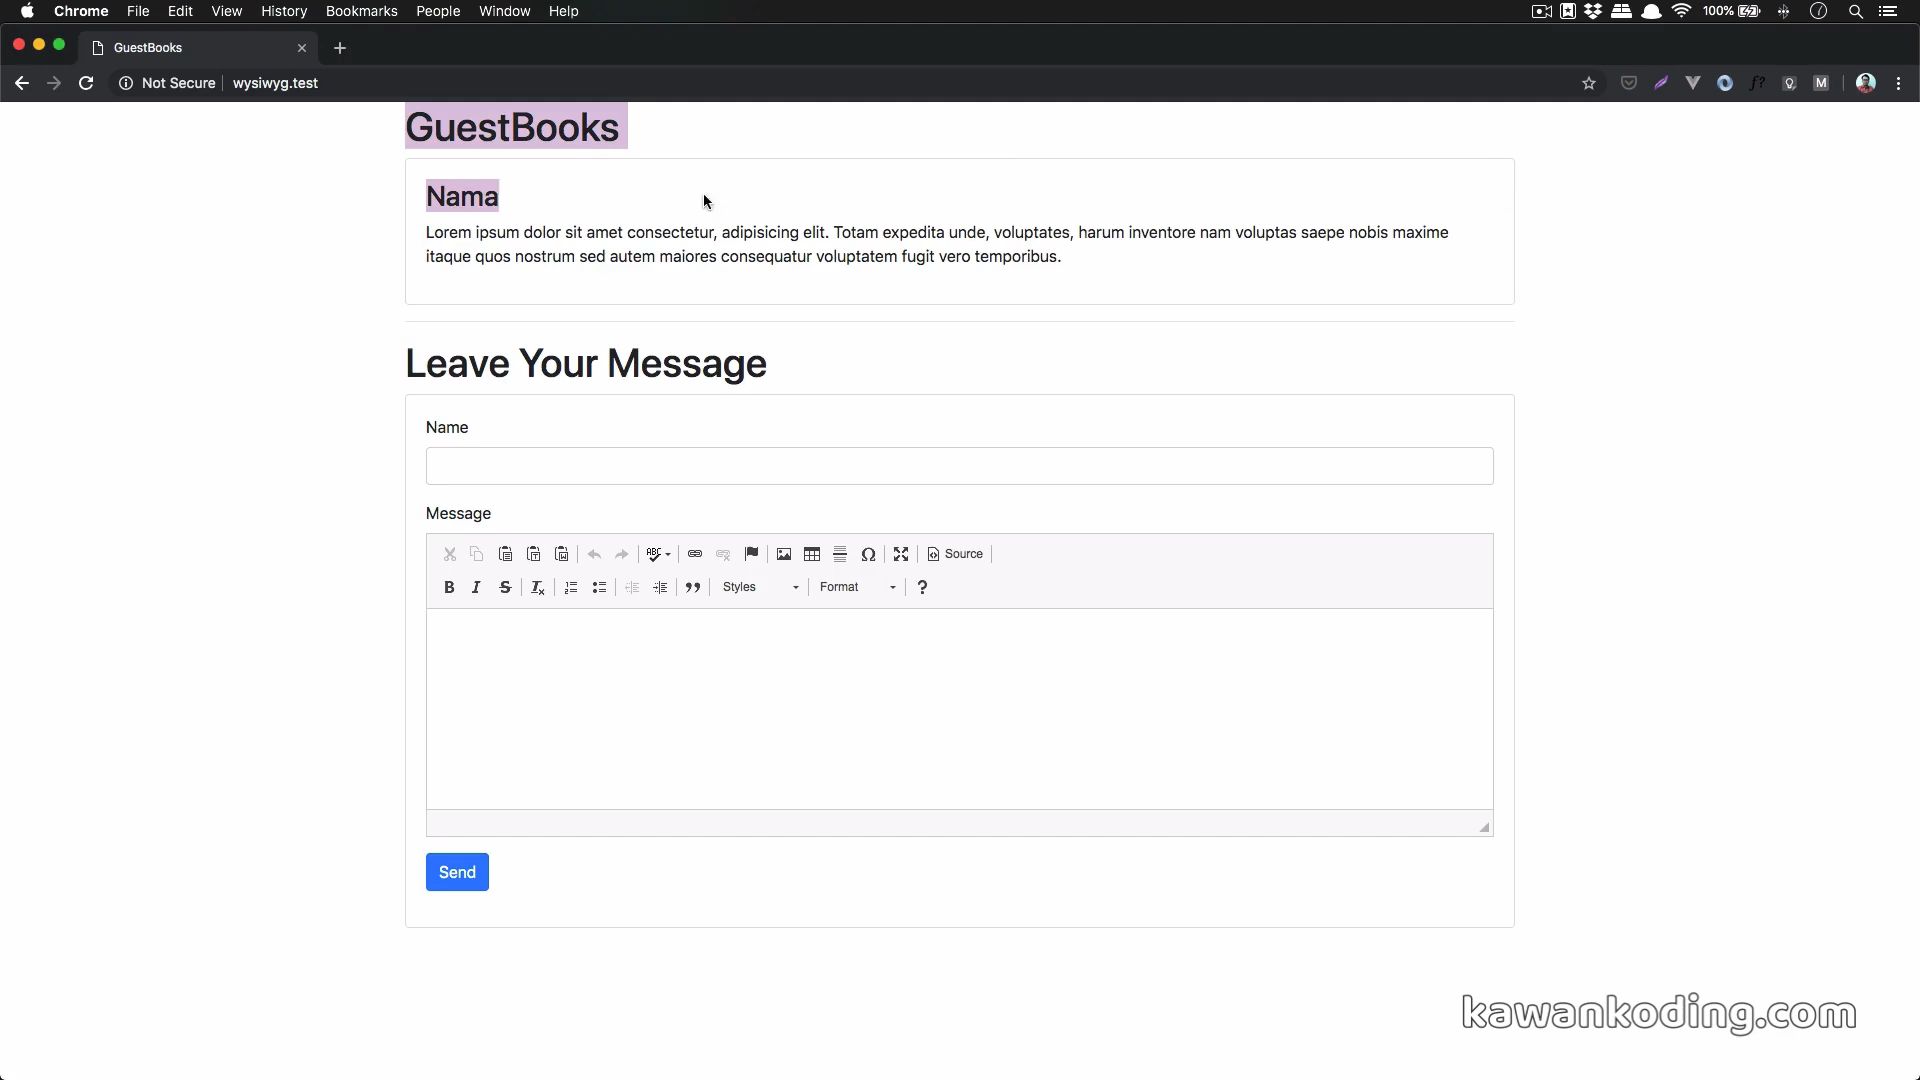 Chrome File Edit View History Bookmarks People Window Help 100%
GuestBooks
Not Secure wysiwyg.test
GuestBooks
Nama
Lorem ipsum dolor sit amet consectetur, adipisicing elit. Totam expedita unde, voluptates, harum inventore nam voluptas saepe nobis maxime
itaque quos nostrum sed autem maiores consequatur voluptatem fugit vero temporibus.
Leave Your Message
Name
Message
ABC Ω Source
B I S Styles Format ?
Send
kawankoding.com